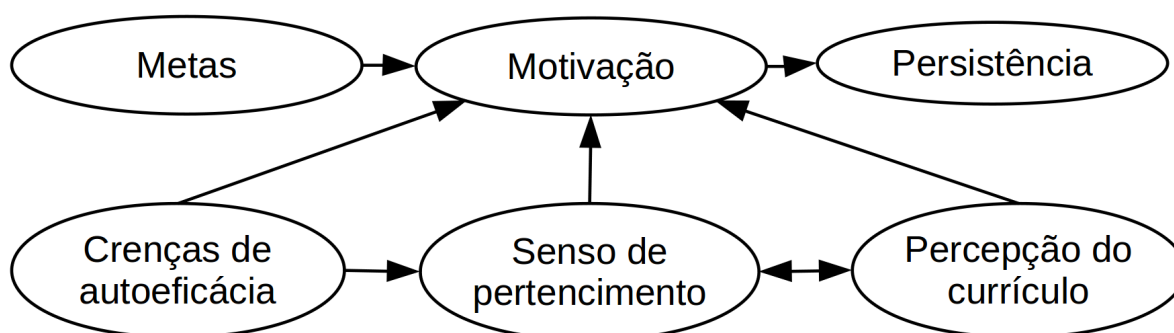 Metas
Motivação
Persistência
Crenças de
autoeficácia
Senso de
pertencimento
Percepção do
currículo